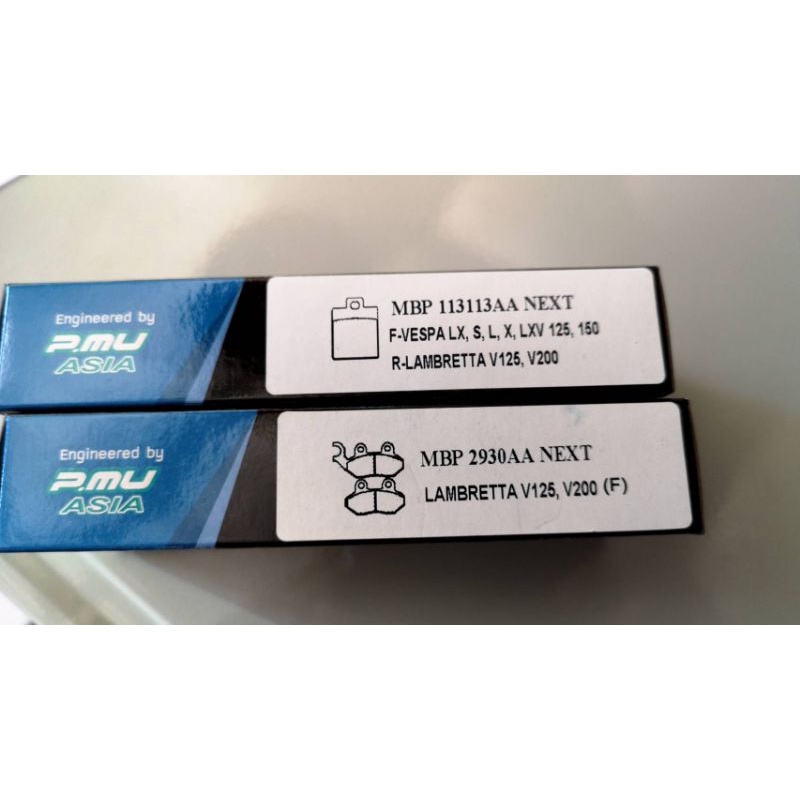 Engineered by
P.MU
ASIA
MBP 113113AA NEXT
F-VESPA LX, S, L, X, LXV 125, 150
R-LAMBRETTA V125, V200
Engineered by
P.MU
ASIA
MBP 2930AA NEXT
LAMBRETTA V125, V200 (F)